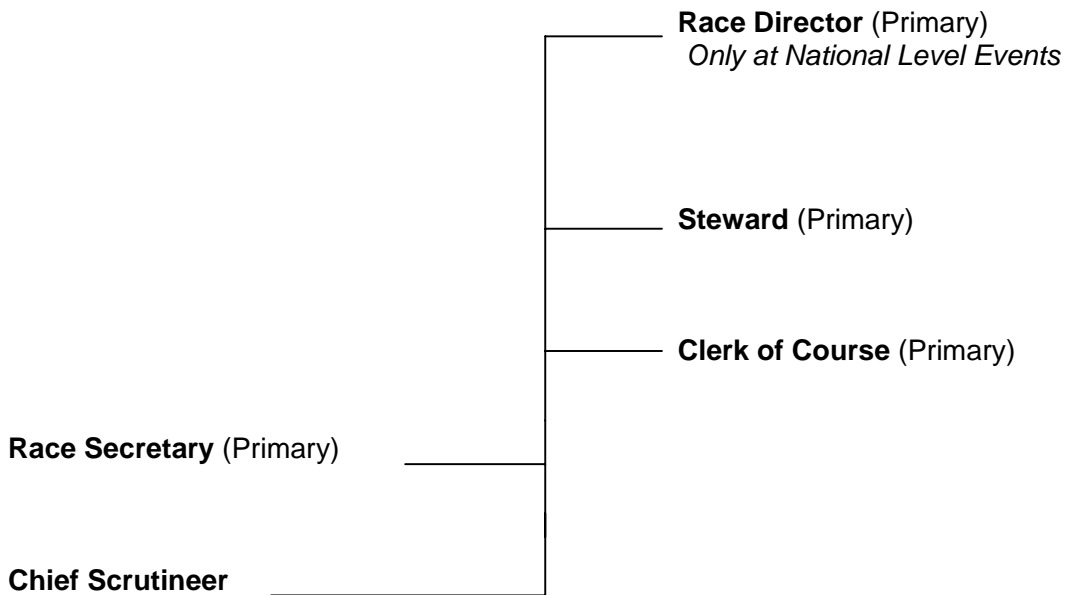 Race Director (Primary)
Only at National Level Events
Steward (Primary)
Clerk of Course (Primary)
Race Secretary (Primary)
Chief Scrutineer